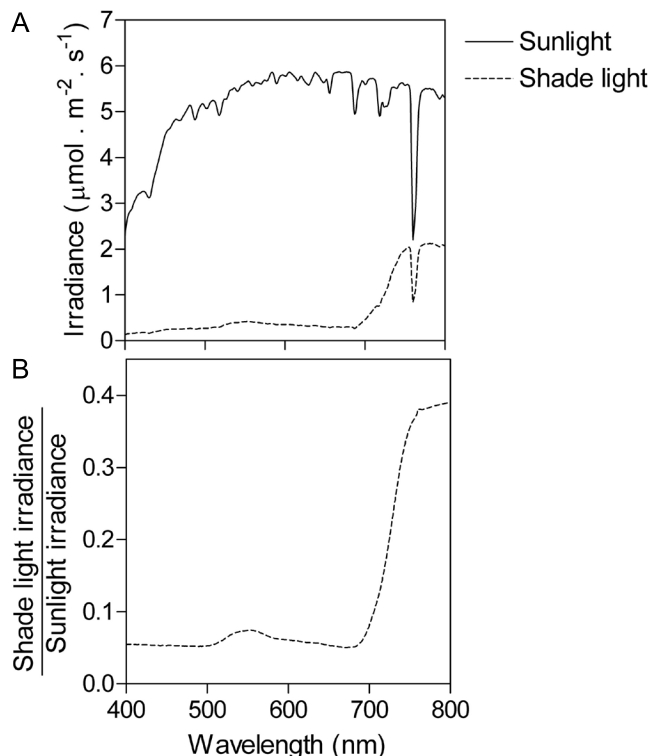 A
7
6
5
4
3
2
1
0
Irradiance (μmol . m⁻² . s⁻¹)
Sunlight
Shade light
B
0.4
0.3
0.2
0.1
0.0
Shade light irradiance
Sunlight irradiance
400 500 600 700 800
Wavelength (nm)